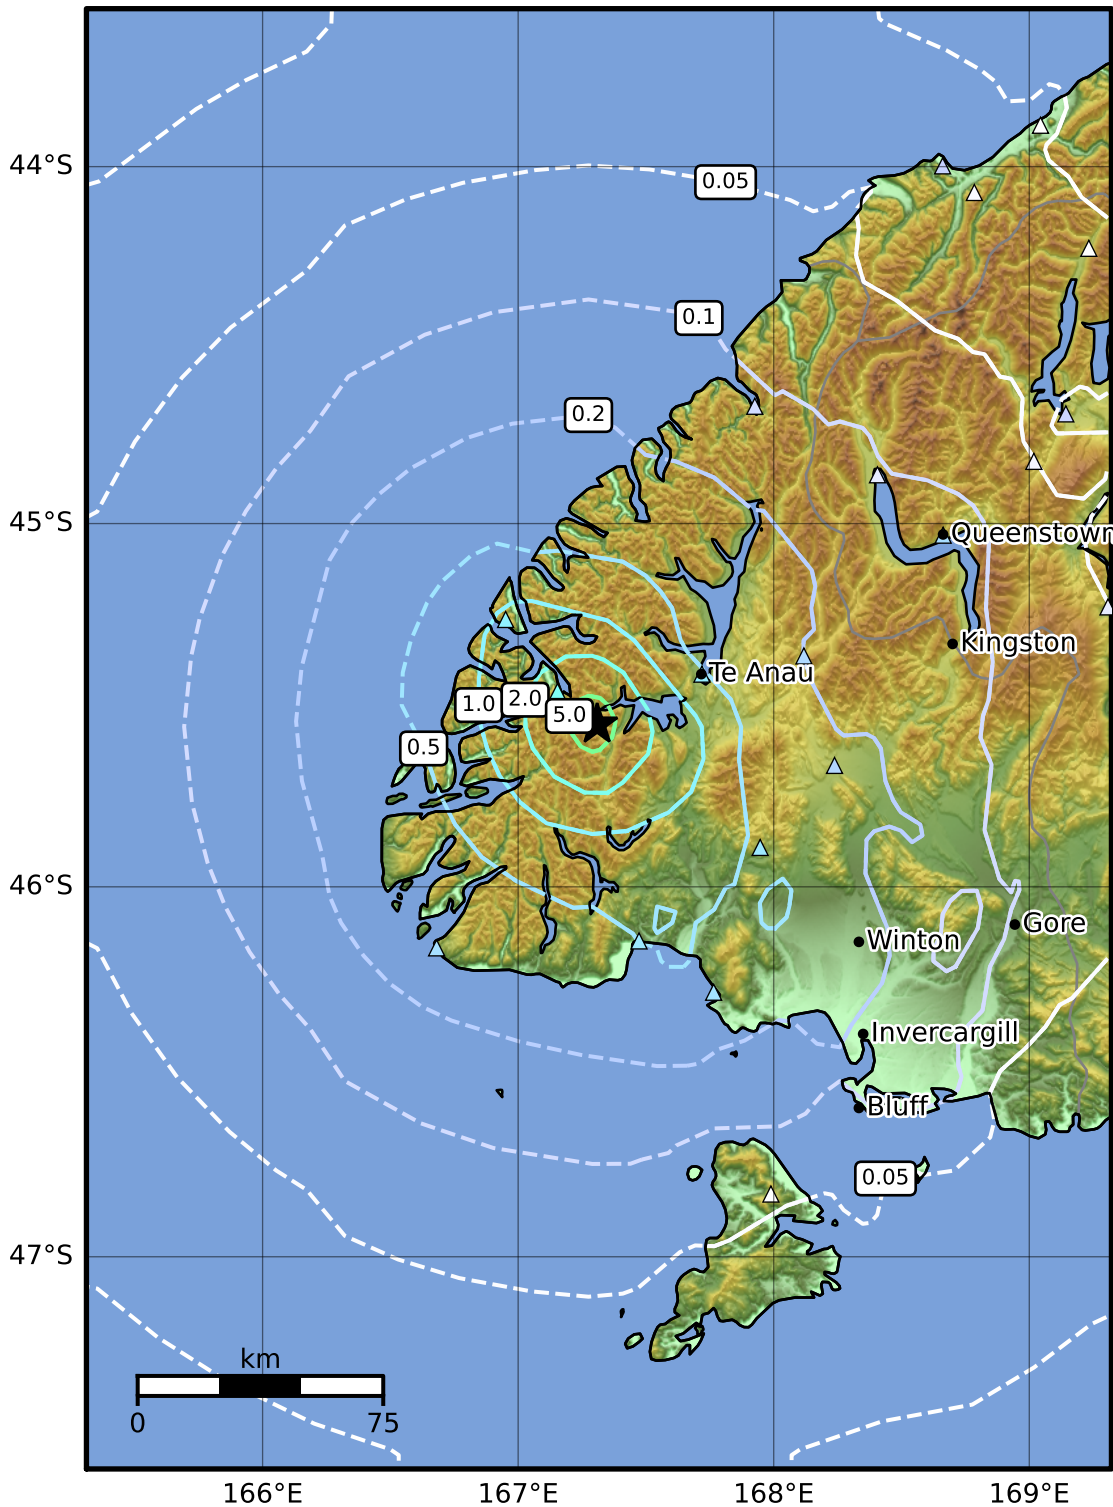 44°S
0.05
0.1
0.2
45°S
Queenstown
Kingston
Te Anau
1.0
2.0
5.0
0.5
46°S
Gore
Winton
Invercargill
Bluff
0.05
47°S
km
0 75
166°E 167°E 168°E 169°E